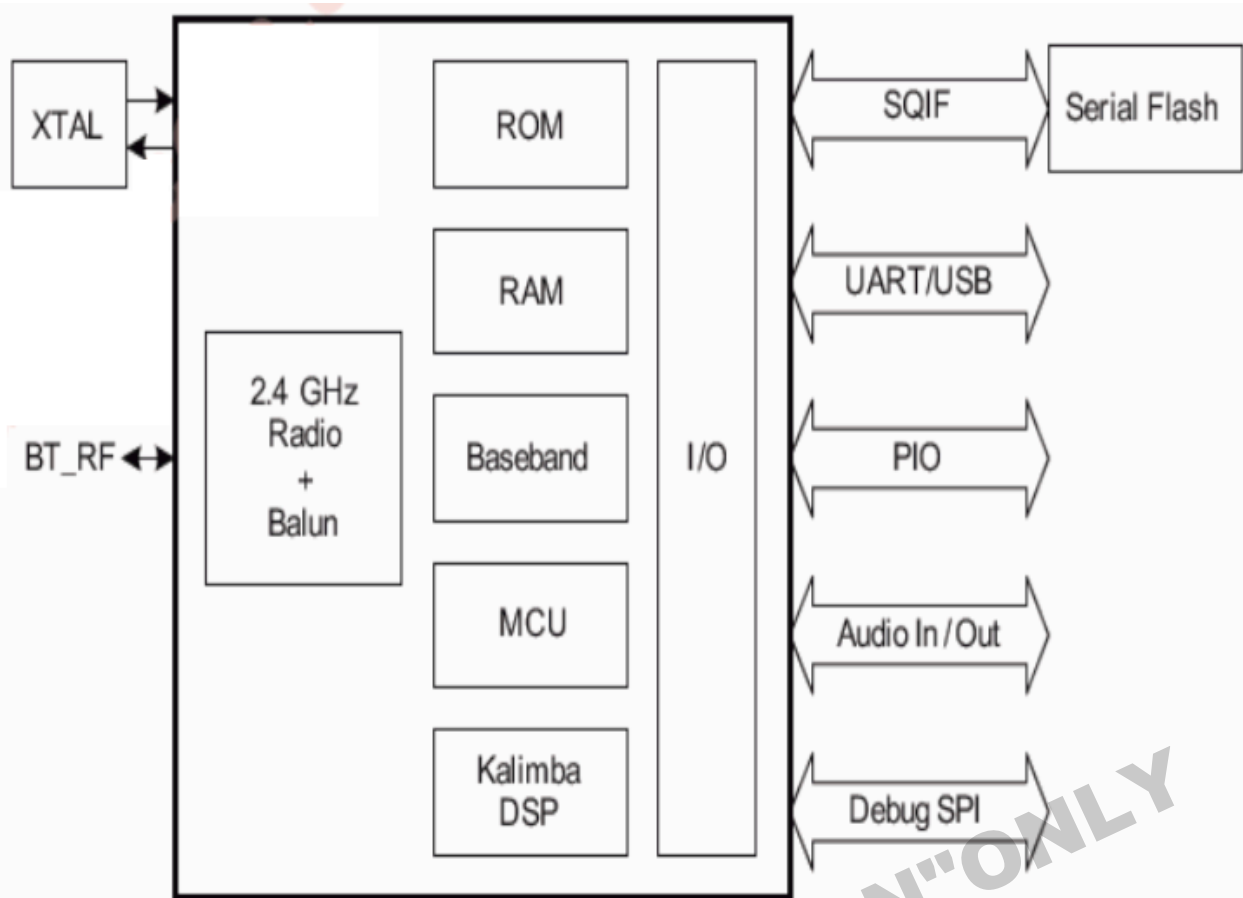 XTAL
ROM
SQIF
Serial Flash
RAM
UART/USB
2.4 GHz
Radio
+
Balun
BT_RF
Baseband
I/O
PIO
MCU
Audio In / Out
Kalimba
DSP
Debug SPI
N"ONLY